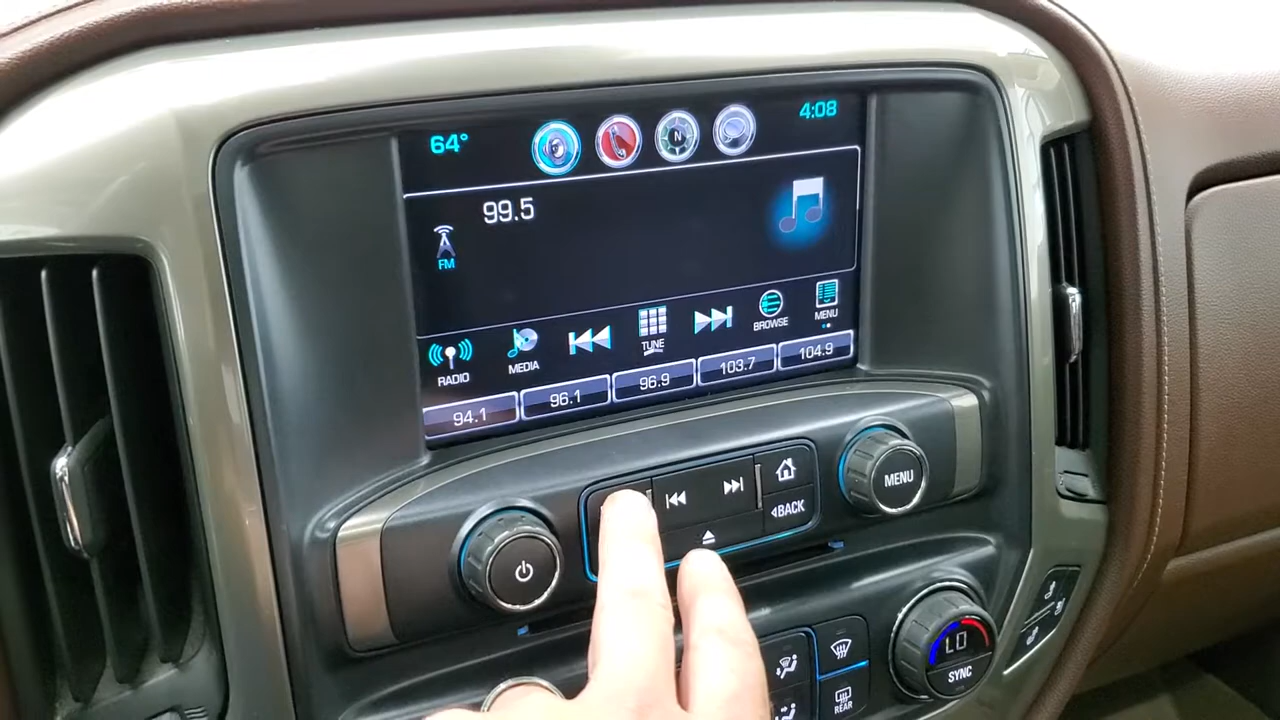 64°
N
4:08
99.5
FM
RADIO
MEDIA
TUNE
BROWSE
MENU
94.1
96.1
96.9
103.7
104.9
MENU
BACK
LO
SYNC
REAR